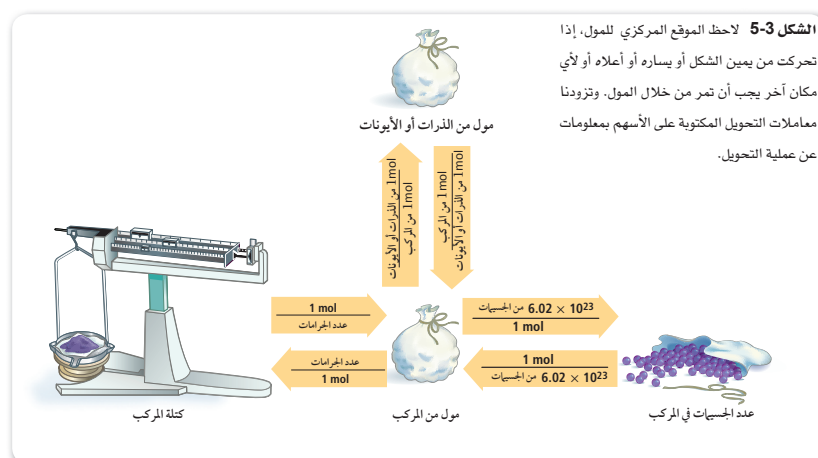 الشكل 3-5 لاحظ الموقع المركزي للمول، إذا
تحركت من يمين الشكل أو يساره أو أعلاه أو لأي
مكان آخر يجب أن تمر من خلال المول. وتزودنا
معاملات التحويل المكتوبة على الأسهم بمعلومات
عن عملية التحويل.
مول من الذرات أو الأيونات
1 mol من المركب
1 mol من الذرات أو الأيونات
1 mol من الذرات أو الأيونات
1 mol من المركب
6.02 × 10²³ من الجسيمات
1 mol
1 mol
عدد الجرامات
1 mol
6.02 × 10²³ من الجسيمات
عدد الجرامات
1 mol
عدد الجسيمات في المركب
مول من المركب
كتلة المركب